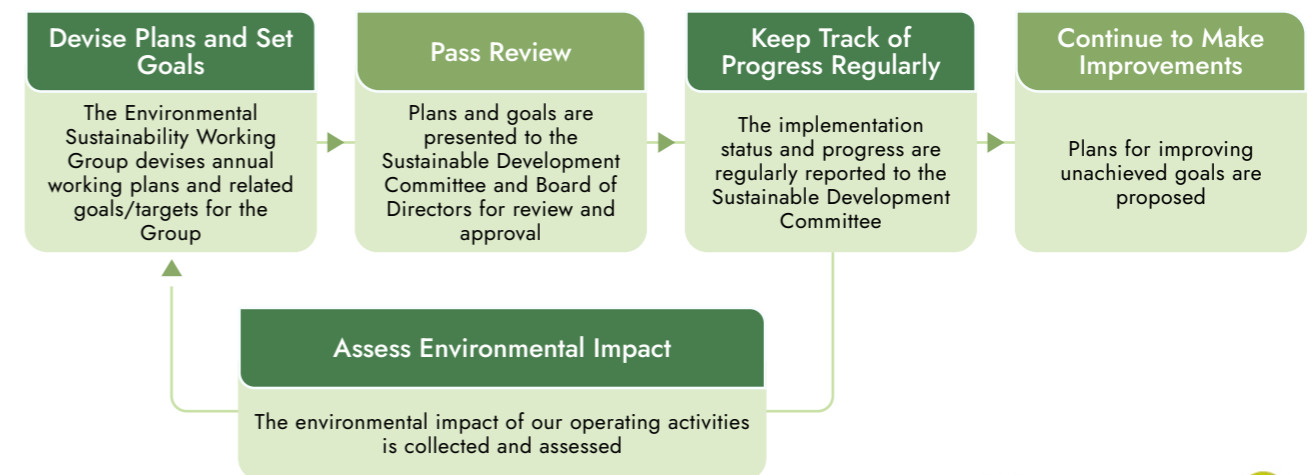 Devise Plans and Set
Goals
The Environmental
Sustainability Working
Group devises annual
working plans and related
goals/targets for the
Group
Pass Review
Plans and goals are
presented to the
Sustainable Development
Committee and Board of
Directors for review and
approval
Keep Track of
Progress Regularly
The implementation
status and progress are
regularly reported to the
Sustainable Development
Committee
Continue to Make
Improvements
Plans for improving
unachieved goals are
proposed
Assess Environmental Impact
The environmental impact of our operating activities
is collected and assessed